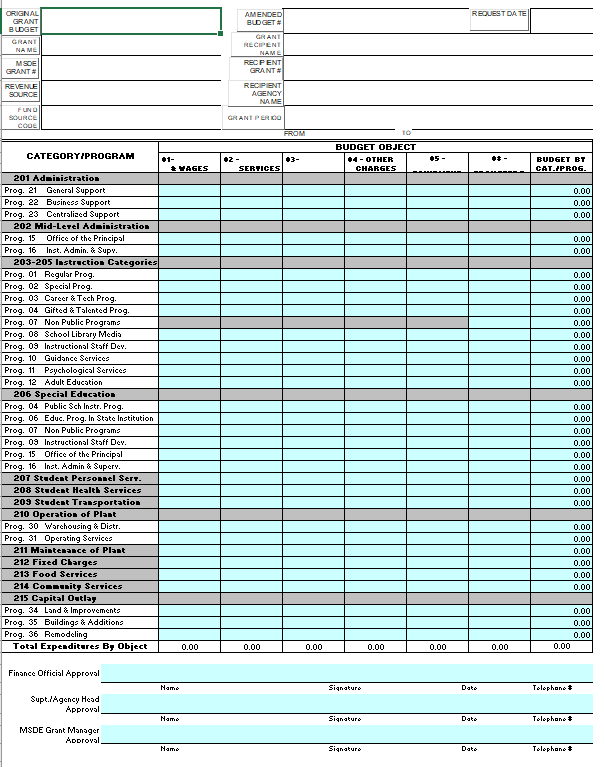 ORIGINAL GRANT BUDGET
AMENDED BUDGET #
REQUEST DATE
GRANT NAME
GRANT RECIPIENT NAME
MSDE GRANT #
RECIPIENT GRANT #
REVENUE SOURCE
RECIPIENT AGENCY NAME
FUND SOURCE CODE
GRANT PERIOD
FROM TO
CATEGORY/PROGRAM
BUDGET OBJECT
01- & WAGES
02 - SERVICES
03-
04 - OTHER CHARGES
05 -
08 -
BUDGET BY CAT./PROG.
201 Administration
Prog. 21 General Support 0.00
Prog. 22 Business Support 0.00
Prog. 23 Centralized Support 0.00
202 Mid-Level Administration
Prog. 15 Office of the Principal 0.00
Prog. 16 Inst. Admin. & Supv. 0.00
203-205 Instruction Categories
Prog. 01 Regular Prog. 0.00
Prog. 02 Special Prog. 0.00
Prog. 03 Career & Tech Prog. 0.00
Prog. 04 Gifted & Talented Prog. 0.00
Prog. 07 Non Public Programs 0.00
Prog. 08 School Library Media 0.00
Prog. 09 Instructional Staff Dev. 0.00
Prog. 10 Guidance Services 0.00
Prog. 11 Psychological Services 0.00
Prog. 12 Adult Education 0.00
206 Special Education
Prog. 04 Public Sch Instr. Prog. 0.00
Prog. 06 Educ. Prog. In State Institution 0.00
Prog. 07 Non Public Programs 0.00
Prog. 09 Instructional Staff Dev. 0.00
Prog. 15 Office of the Principal 0.00
Prog. 16 Inst. Admin & Superv. 0.00
207 Student Personnel Serv. 0.00
208 Student Health Services 0.00
209 Student Transportation 0.00
210 Operation of Plant
Prog. 30 Warehousing & Distr. 0.00
Prog. 31 Operating Services 0.00
211 Maintenance of Plant 0.00
212 Fixed Charges 0.00
213 Food Services 0.00
214 Community Services 0.00
215 Capital Outlay
Prog. 34 Land & Improvements 0.00
Prog. 35 Buildings & Additions 0.00
Prog. 36 Remodeling 0.00
Total Expenditures By Object 0.00 0.00 0.00 0.00 0.00 0.00 0.00
Finance Official Approval
Name Signature Date Telephone #
Supt./Agency Head Approval
Name Signature Date Telephone #
MSDE Grant Manager Approval
Name Signature Date Telephone #